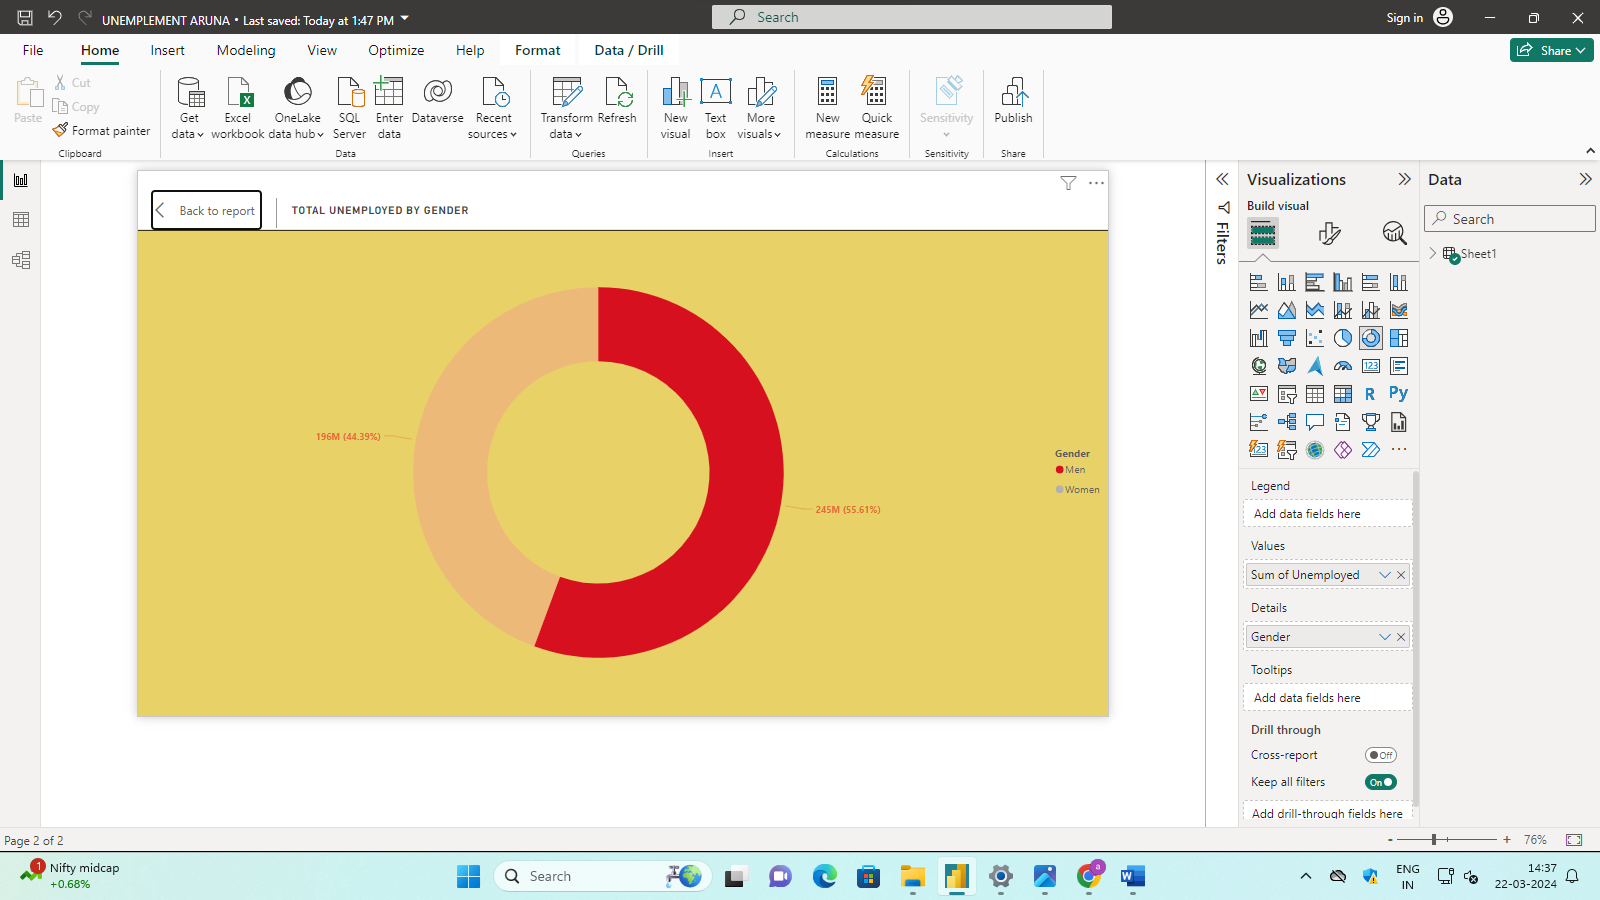 UNEMPLEMENT ARUNA • Last saved: Today at 1:47 PM
Search
Sign in
File
Home
Insert
Modeling
View
Optimize
Help
Format
Data / Drill
Share
Paste
Cut
Copy
Format painter
Clipboard
Get data
Excel workbook
OneLake data hub
SQL Server
Enter data
Dataverse
Recent sources
Data
Transform data
Refresh
Queries
New visual
Text box
More visuals
Insert
New measure
Quick measure
Calculations
Sensitivity
Sensitivity
Publish
Share
Back to report
TOTAL UNEMPLOYED BY GENDER
196M (44.39%)
245M (55.61%)
Gender
Men
Women
Filters
Visualizations
Build visual
123
R
Py
123
Legend
Add data fields here
Values
Sum of Unemployed
Details
Gender
Tooltips
Add data fields here
Drill through
Cross-report
Off
Keep all filters
On
Add drill-through fields here
Data
Search
Sheet1
Page 2 of 2
- + 76%
1
Nifty midcap
+0.68%
Search
a
W
ENG
IN
14:37
22-03-2024